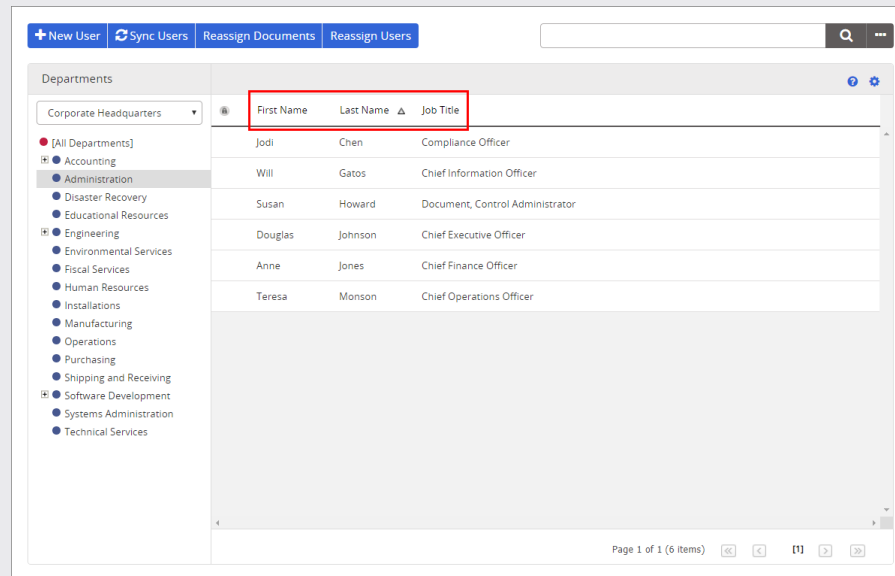 New User Sync Users Reassign Documents Reassign Users
Departments
Corporate Headquarters
[All Departments]
Accounting
Administration
Disaster Recovery
Educational Resources
Engineering
Environmental Services
Fiscal Services
Human Resources
Installations
Manufacturing
Operations
Purchasing
Shipping and Receiving
Software Development
Systems Administration
Technical Services
First Name Last Name Job Title
Jodi Chen Compliance Officer
Will Gatos Chief Information Officer
Susan Howard Document, Control Administrator
Douglas Johnson Chief Executive Officer
Anne Jones Chief Finance Officer
Teresa Monson Chief Operations Officer
Page 1 of 1 (6 items) [1]